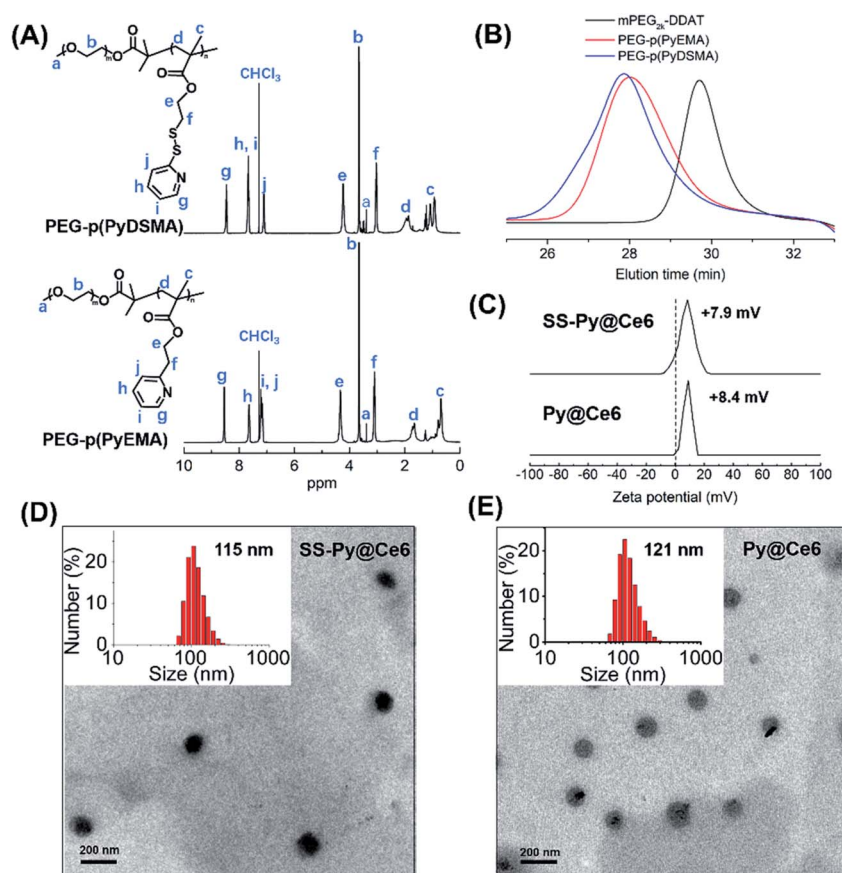 (A)
a
O
b
m
O
O
d
c
n
O
O
e
f
S
S
j
N
h
i
g
PEG-p(PyDSMA)
g
h, i
CHCl3
j
e
b
a
f
d
c
a
O
b
m
O
O
d
c
n
O
O
e
f
j
N
h
i
g
PEG-p(PyEMA)
g
h
CHCl3
i, j
e
b
a
f
d
c
10 8 6 4 2 0
ppm
(B)
mPEG2k-DDAT
PEG-p(PyEMA)
PEG-p(PyDSMA)
26 28 30 32
Elution time (min)
(C)
SS-Py@Ce6
+7.9 mV
Py@Ce6
+8.4 mV
-100 -80 -60 -40 -20 0 20 40 60 80 100
Zeta potential (mV)
(D)
115 nm
SS-Py@Ce6
Number (%)
20
10
0
10 100 1000
Size (nm)
200 nm
(E)
121 nm
Py@Ce6
Number (%)
20
10
0
10 100 1000
Size (nm)
200 nm